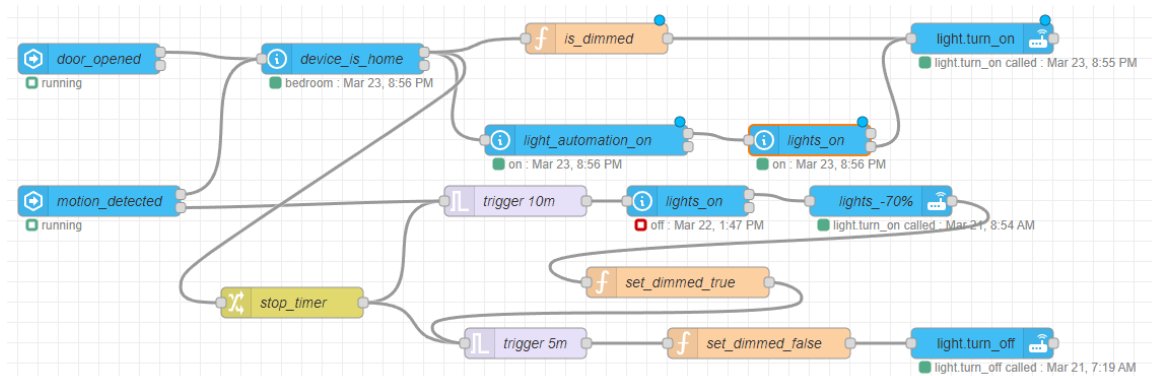 is_dimmed
light.turn_on
door_opened
device_is_home
light.turn_on called : Mar 23, 8:55 PM
running
bedroom : Mar 23, 8:56 PM
light_automation_on
lights_on
on : Mar 23, 8:56 PM
on : Mar 23, 8:56 PM
motion_detected
trigger 10m
lights_on
lights_-70%
running
off : Mar 22, 1:47 PM
light.turn_on called : Mar 21, 8:54 AM
set_dimmed_true
stop_timer
trigger 5m
set_dimmed_false
light.turn_off
light.turn_off called : Mar 21, 7:19 AM